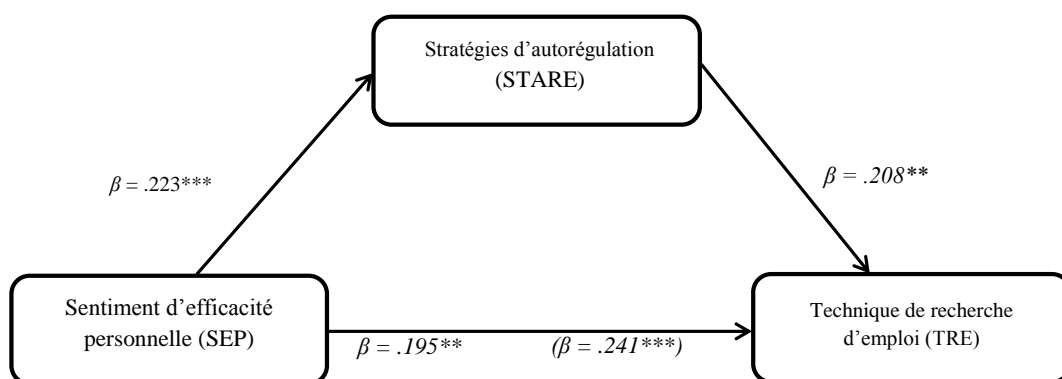 Stratégies d’autorégulation
(STARE)
β = .223***
β = .208**
Sentiment d’efficacité
personnelle (SEP)
β = .195**
(β = .241***)
Technique de recherche
d’emploi (TRE)